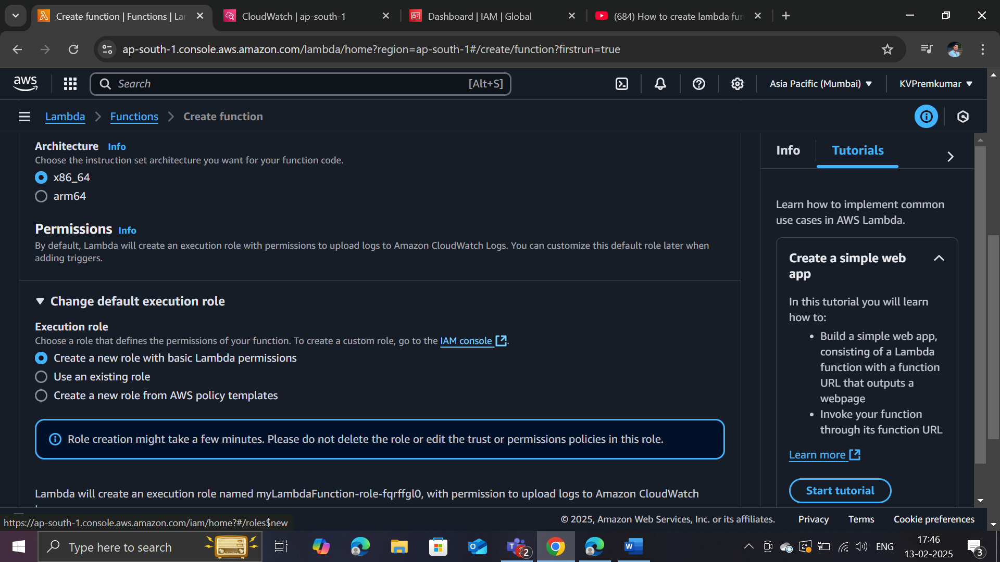 Create function | Functions | Lar
CloudWatch | ap-south-1
Dashboard | IAM | Global
(684) How to create lambda fun
ap-south-1.console.aws.amazon.com/lambda/home?region=ap-south-1#/create/function?firstrun=true
aws
Search
[Alt+S]
Asia Pacific (Mumbai)
KVPremkumar
Lambda
Functions
Create function
Architecture Info
Choose the instruction set architecture you want for your function code.
x86_64
arm64
Permissions Info
By default, Lambda will create an execution role with permissions to upload logs to Amazon CloudWatch Logs. You can customize this default role later when
adding triggers.
Change default execution role
Execution role
Choose a role that defines the permissions of your function. To create a custom role, go to the IAM console.
Create a new role with basic Lambda permissions
Use an existing role
Create a new role from AWS policy templates
Role creation might take a few minutes. Please do not delete the role or edit the trust or permissions policies in this role.
Lambda will create an execution role named myLambdaFunction-role-fqrffgl0, with permission to upload logs to Amazon CloudWatch
Info
Tutorials
Learn how to implement common
use cases in AWS Lambda.
Create a simple web
app
In this tutorial you will learn
how to:
• Build a simple web app,
consisting of a Lambda
function with a function
URL that outputs a
webpage
• Invoke your function
through its function URL
Learn more
Start tutorial
https://ap-south-1.console.aws.amazon.com/iam/home?#/roles$new
© 2025, Amazon Web Services, Inc. or its affiliates.
Privacy
Terms
Cookie preferences
Type here to search
2
ENG
17:46
13-02-2025
3